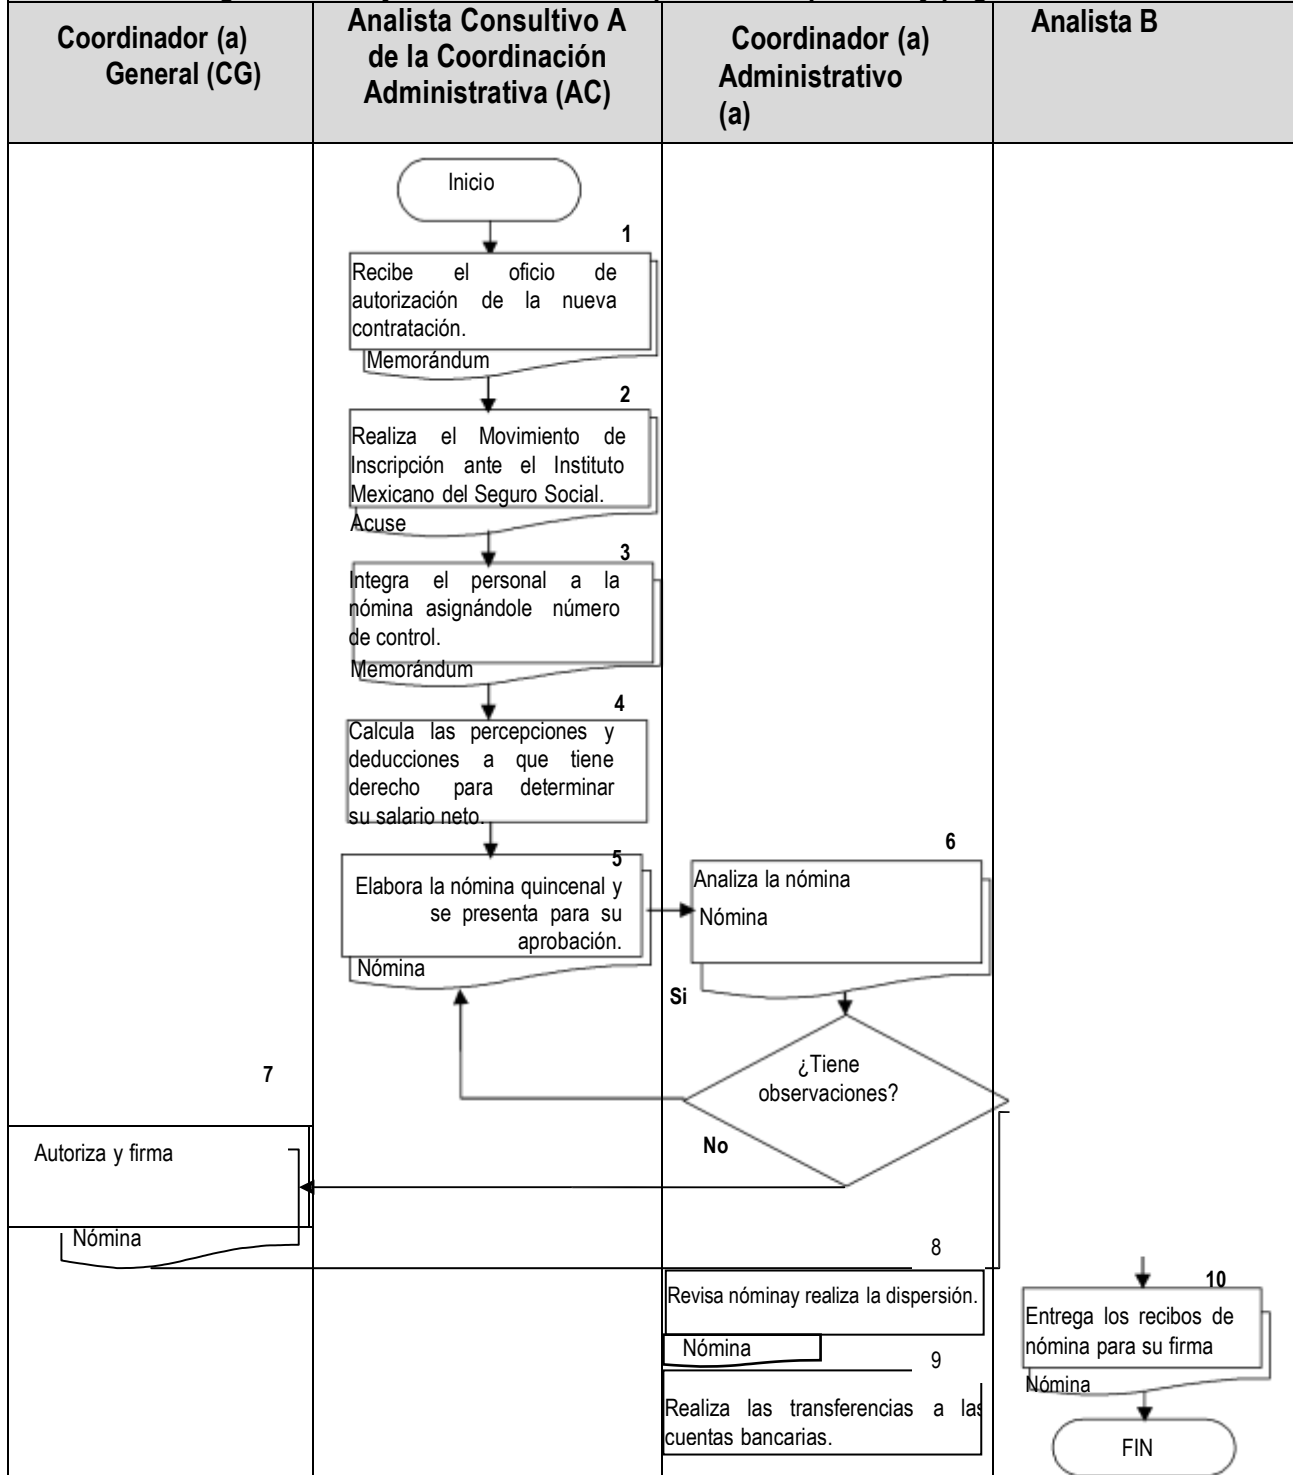 Coordinador (a)
General (CG)
Analista Consultivo A
de la Coordinación
Administrativa (AC)
Coordinador (a)
Administrativo
(a)
Analista B
Inicio
1
Recibe el oficio de
autorización de la nueva
contratación.
Memorándum
2
Realiza el Movimiento de
Inscripción ante el Instituto
Mexicano del Seguro Social.
Acuse
3
Integra el personal a la
nómina asignándole número
de control.
Memorándum
4
Calcula las percepciones y
deducciones a que tiene
derecho para determinar
su salario neto.
5
Elabora la nómina quincenal y
se presenta para su
aprobación.
Nómina
6
Analiza la nómina
Nómina
Si
¿Tiene
observaciones?
No
7
Autoriza y firma
Nómina
8
Revisa nóminay realiza la dispersión.
Nómina
9
Realiza las transferencias a las
cuentas bancarias.
10
Entrega los recibos de
nómina para su firma
Nómina
FIN